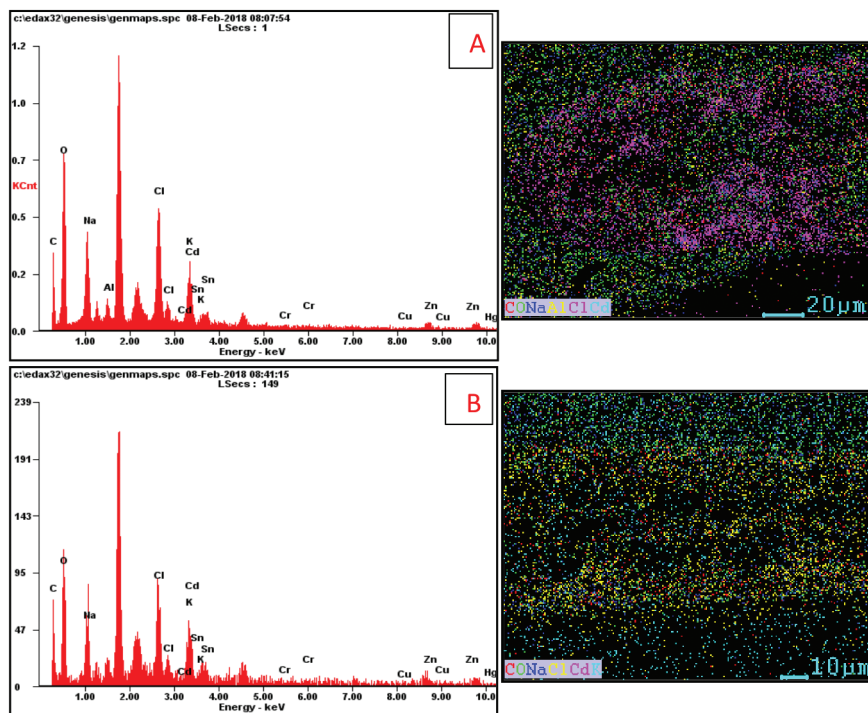 c:\edax32\genesis\genmaps.spc 08-Feb-2018 08:07:54
LSecs : 1
A
1.2
1.0
0.7
KCnt
0.5
0.2
0.0
C
O
Na
Al
Cl
Cl
K
Cd
Sn
Sn
K
Cd
Cr
Cr
Cu
Zn
Cu
Zn
Hg
1.00 2.00 3.00 4.00 5.00 6.00 7.00 8.00 9.00 10.0
Energy - keV
CONaAlClCd
20µm
c:\edax32\genesis\genmaps.spc 08-Feb-2018 08:41:15
LSecs : 149
B
239
191
143
95
47
0
C
O
Na
Cl
Cl
Cd
K
Sn
Sn
K
Cd
Cr
Cr
Cu
Zn
Cu
Zn
Hg
1.00 2.00 3.00 4.00 5.00 6.00 7.00 8.00 9.00 10.0
Energy - keV
CONaClCdK
10µm